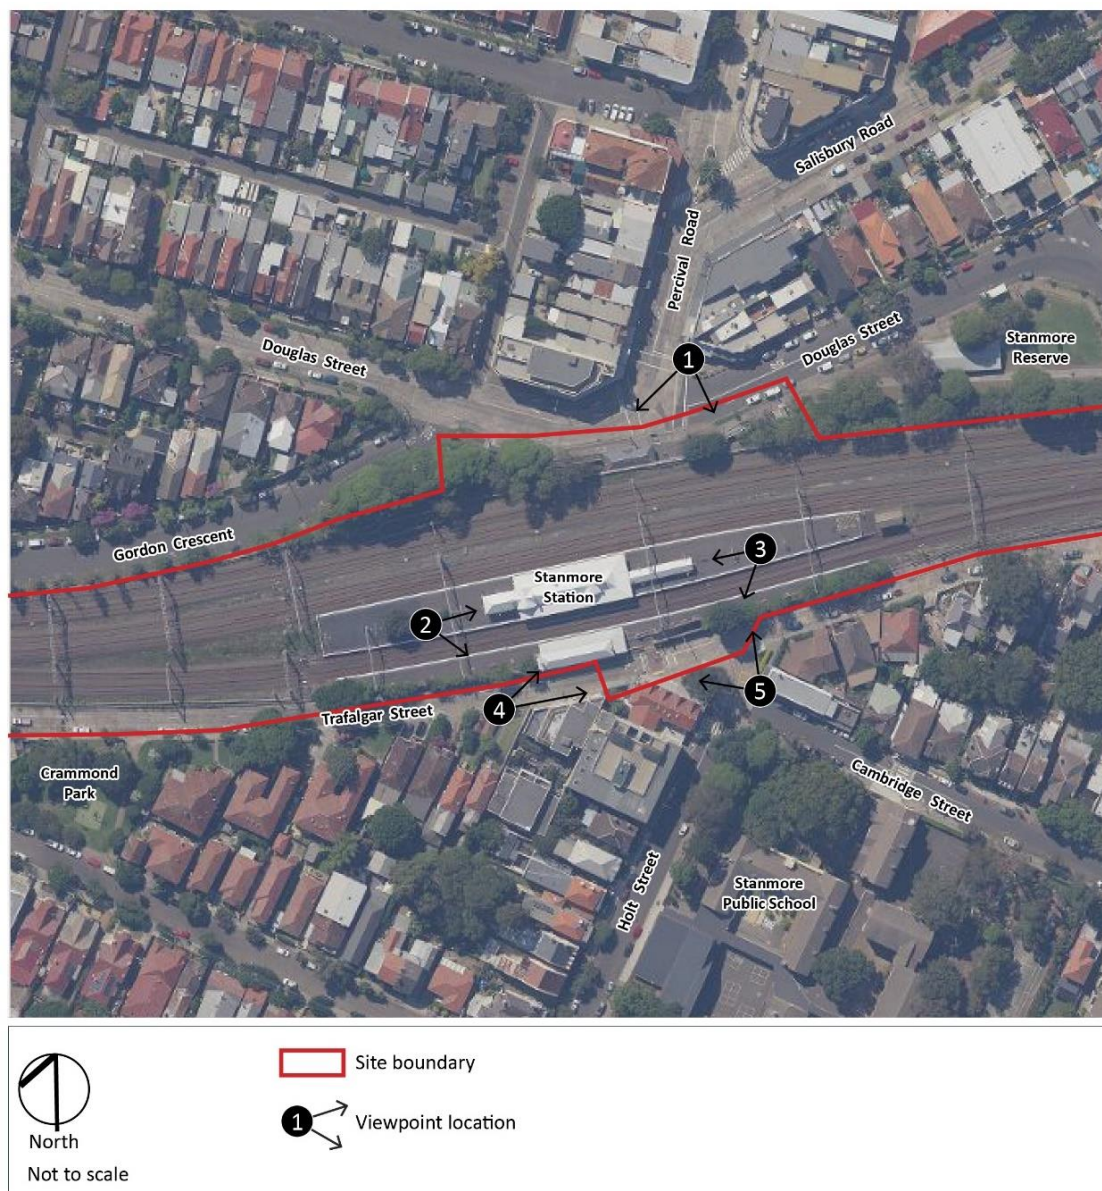 Salisbury Road
Percival Road
1
Douglas Street
Stanmore
Reserve
Douglas Street
Gordon Crescent
Stanmore
Station
3
2
5
4
Trafalgar Street
Crammond
Park
Cambridge Street
Holt Street
Stanmore
Public School
North
Not to scale
Site boundary
1
Viewpoint location